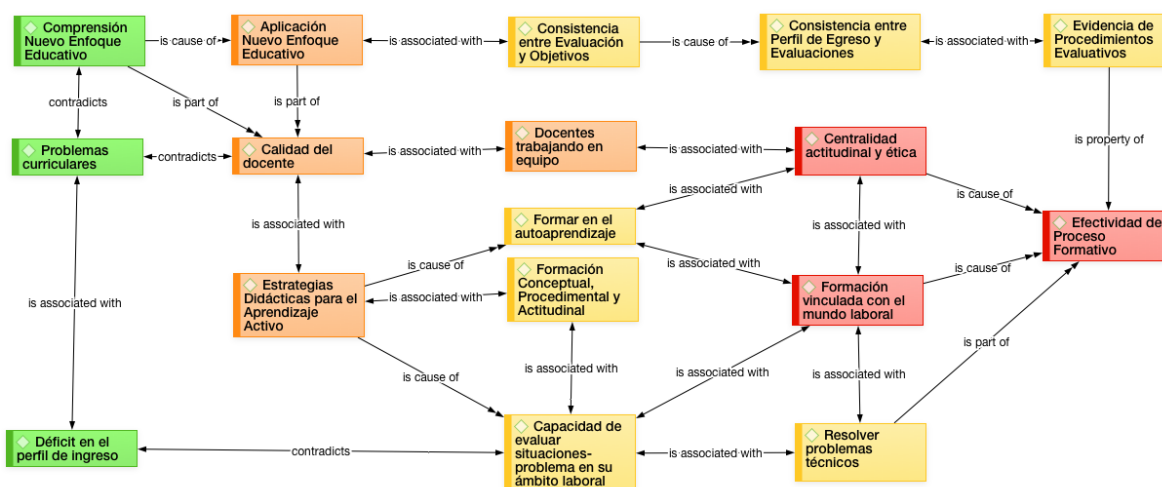 Comprensión
Nuevo Enfoque
Educativo
is cause of
Aplicación
Nuevo Enfoque
Educativo
is associated with
Consistencia
entre Evaluación
y Objetivos
is cause of
Consistencia entre
Perfil de Egreso y
Evaluaciones
is associated with
Evidencia de
Procedimientos
Evaluativos
contradicts
is part of
is part of
is property of
Problemas
curriculares
contradicts
Calidad del
docente
is associated with
Docentes
trabajando en
equipo
is associated with
Centralidad
actitudinal y ética
is associated with
is cause of
is associated with
Formar en el
autoaprendizaje
is associated with
Efectividad del
Proceso
Formativo
is cause of
is associated with
is cause of
is associated with
Estrategias
Didácticas para el
Aprendizaje
Activo
is associated with
Formación
Conceptual,
Procedimental y
Actitudinal
Formación
vinculada con el
mundo laboral
is part of
is cause of
is associated with
is associated with
is associated with
Déficit en el
perfil de ingreso
contradicts
Capacidad de
evaluar
situaciones-
problema en su
ámbito laboral
is associated with
Resolver
problemas
técnicos